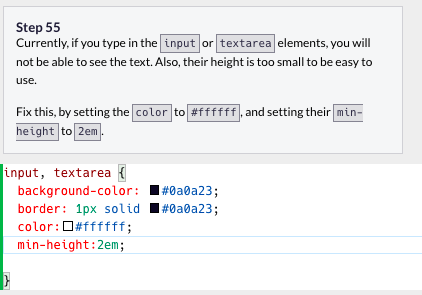 Step 55
Currently, if you type in the input or textarea elements, you will
not be able to see the text. Also, their height is too small to be easy to
use.
Fix this, by setting the color to #ffffff, and setting their min-
height to 2em.
input, textarea {
background-color: #0a0a23;
border: 1px solid #0a0a23;
color:#ffffff;
min-height:2em;
}